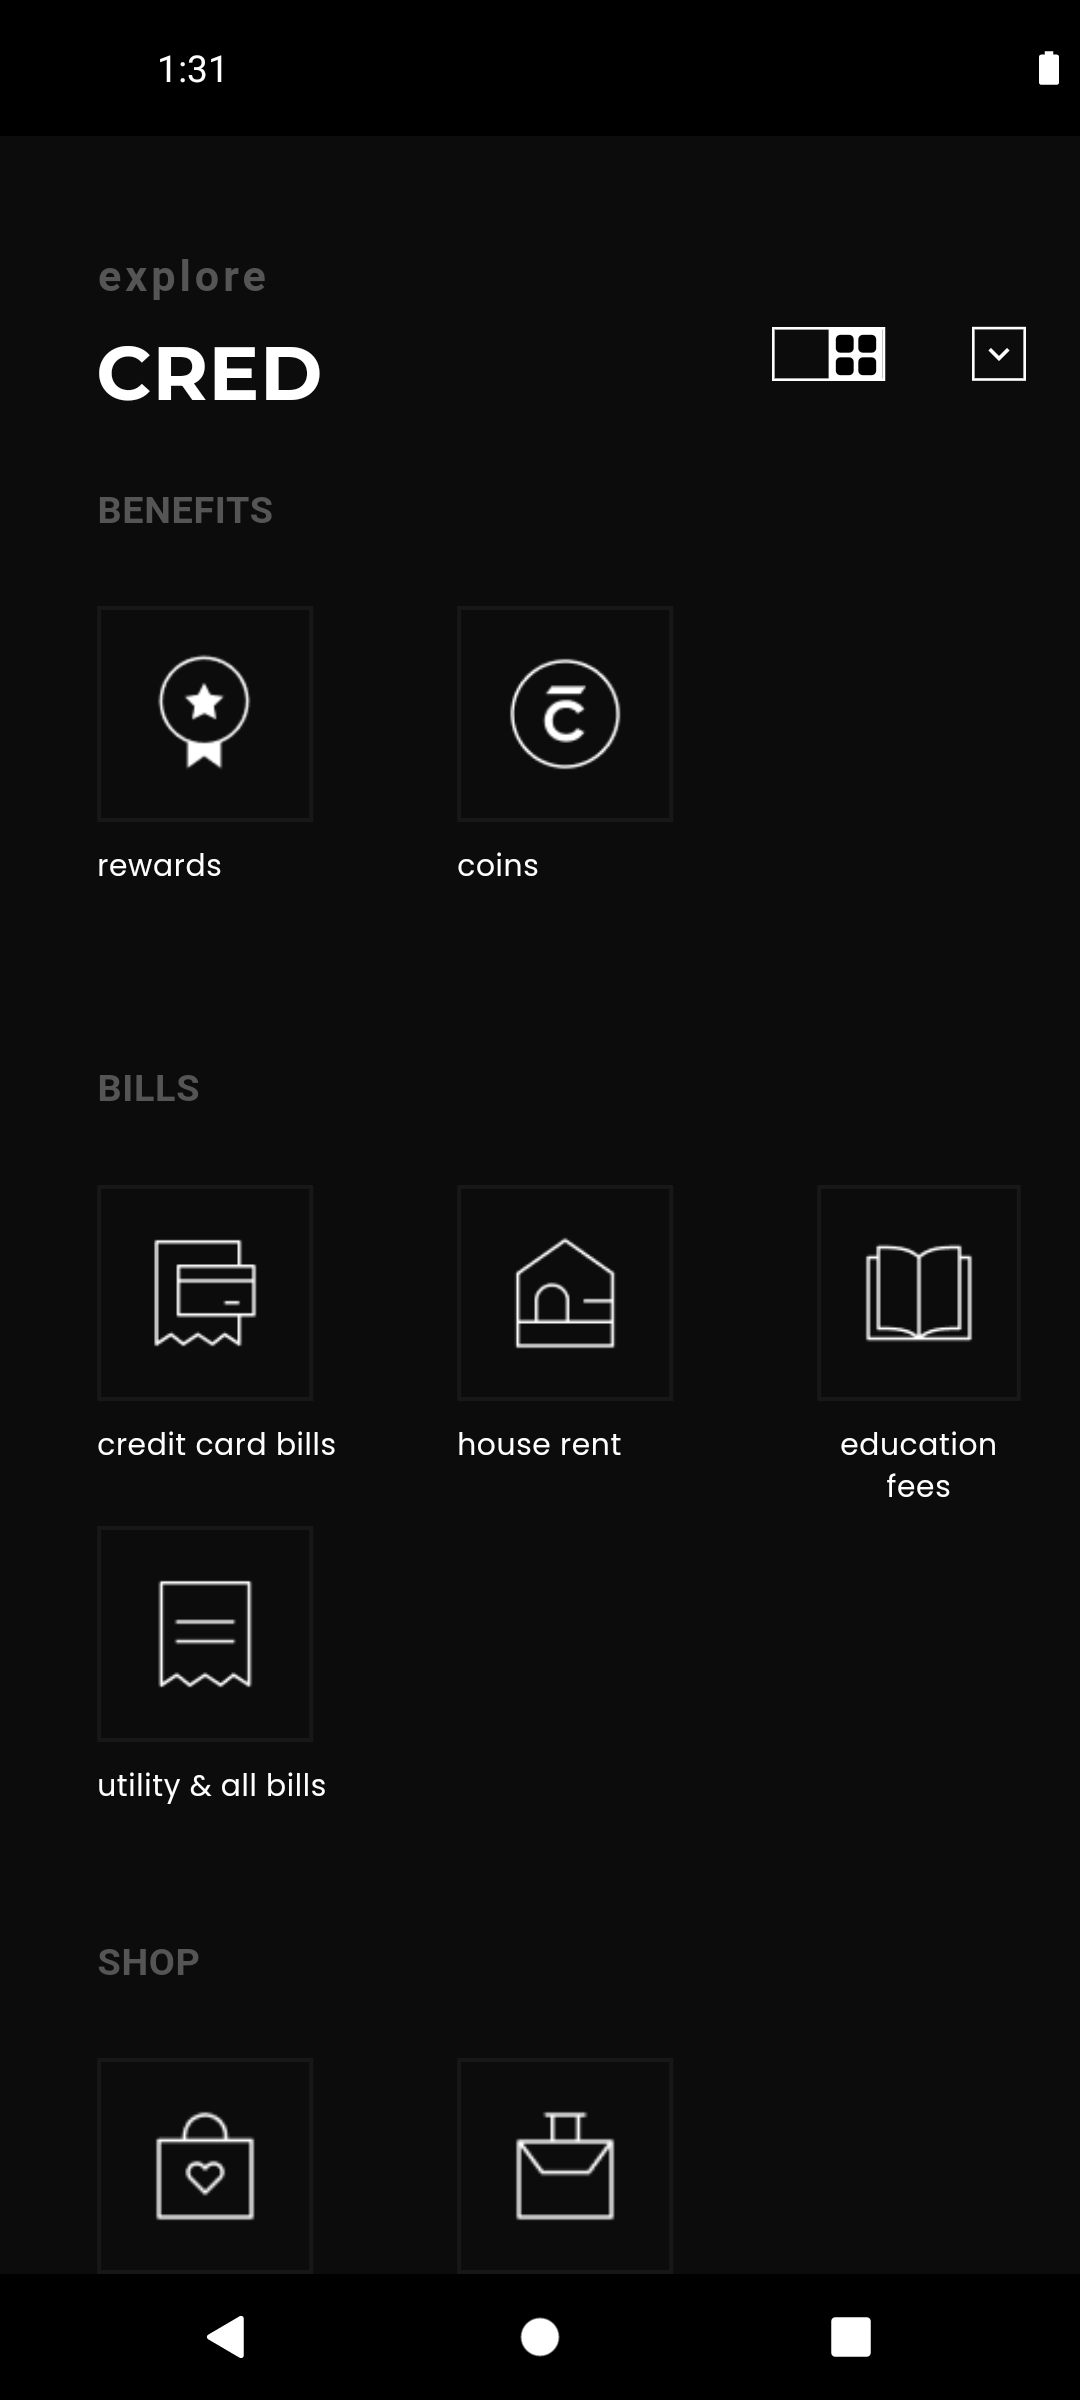 1:31
explore
CRED
BENEFITS
rewards
coins
BILLS
credit card bills
house rent
education
fees
utility & all bills
SHOP